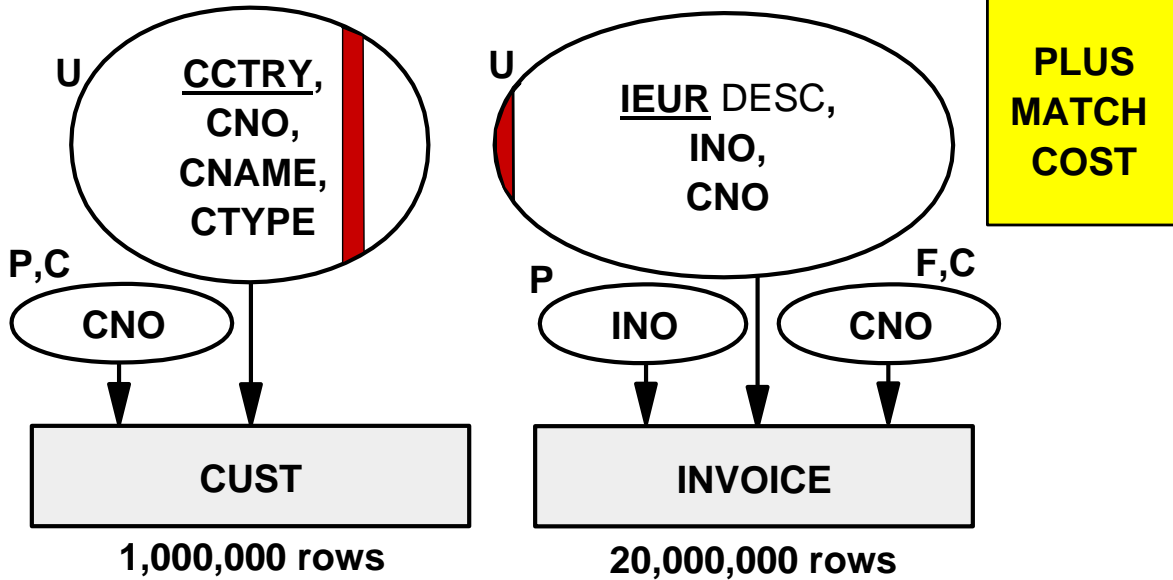 U
CCTRY,
CNO,
CNAME,
CTYPE
U
IEUR DESC,
INO,
CNO
PLUS
MATCH
COST
P,C
CNO
P
INO
F,C
CNO
CUST
INVOICE
1,000,000 rows
20,000,000 rows